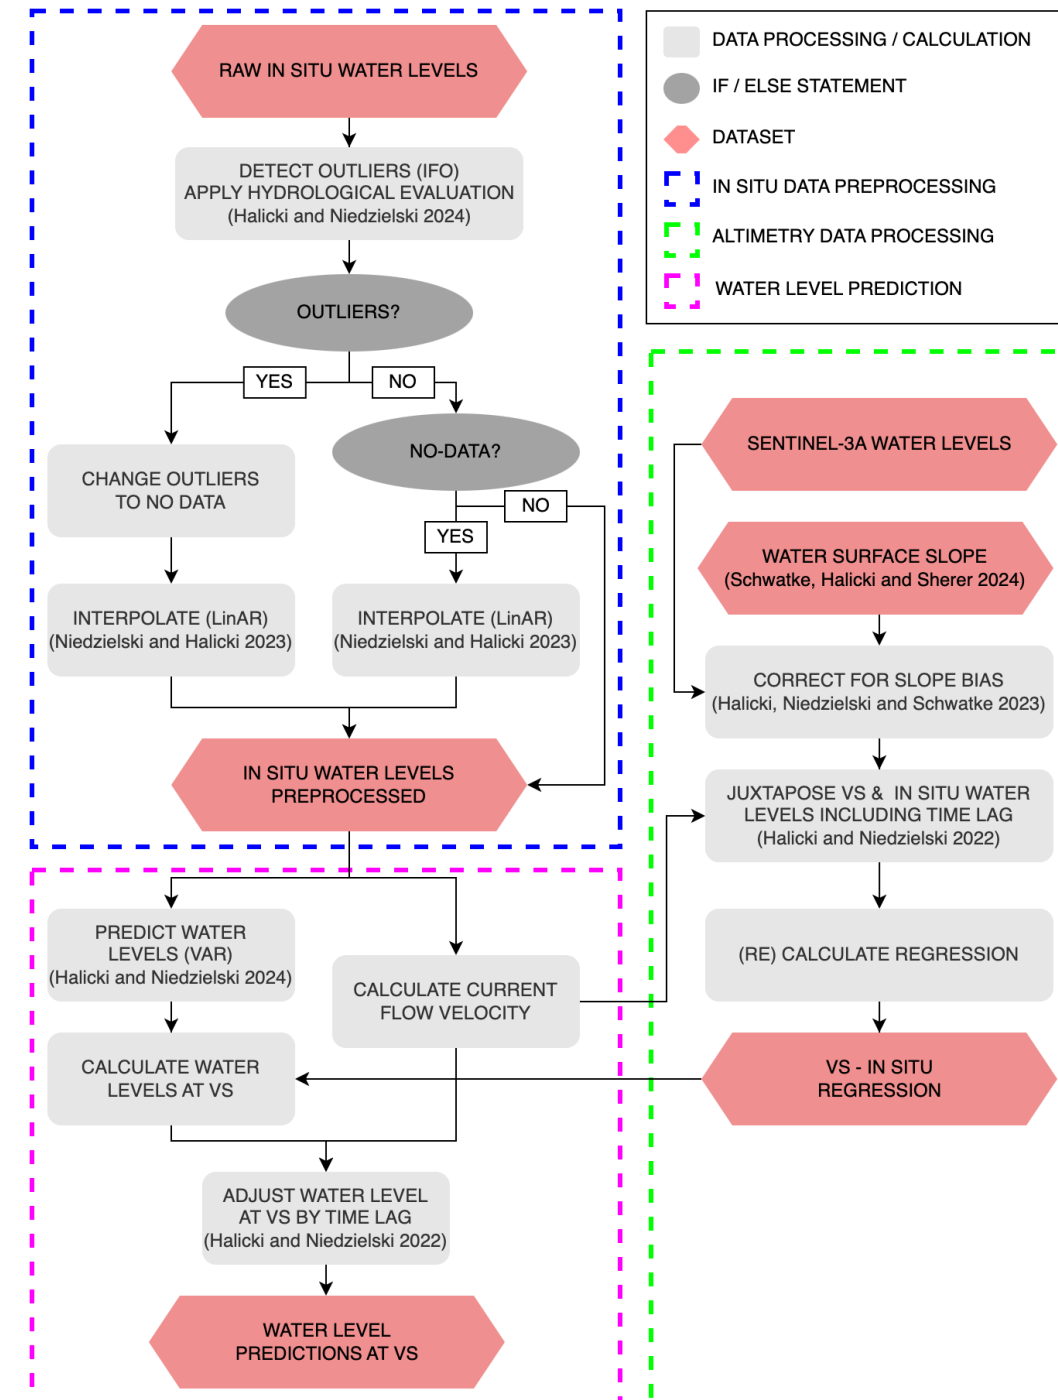 RAW IN SITU WATER LEVELS
DETECT OUTLIERS (IFO)
APPLY HYDROLOGICAL EVALUATION
(Halicki and Niedzielski 2024)
OUTLIERS?
YES
NO
NO-DATA?
CHANGE OUTLIERS
TO NO DATA
NO
YES
INTERPOLATE (LinAR)
(Niedzielski and Halicki 2023)
INTERPOLATE (LinAR)
(Niedzielski and Halicki 2023)
IN SITU WATER LEVELS
PREPROCESSED
PREDICT WATER
LEVELS (VAR)
(Halicki and Niedzielski 2024)
CALCULATE CURRENT
FLOW VELOCITY
CALCULATE WATER
LEVELS AT VS
ADJUST WATER LEVEL
AT VS BY TIME LAG
(Halicki and Niedzielski 2022)
WATER LEVEL
PREDICTIONS AT VS
DATA PROCESSING / CALCULATION
IF / ELSE STATEMENT
DATASET
IN SITU DATA PREPROCESSING
ALTIMETRY DATA PROCESSING
WATER LEVEL PREDICTION
SENTINEL-3A WATER LEVELS
WATER SURFACE SLOPE
(Schwatke, Halicki and Sherer 2024)
CORRECT FOR SLOPE BIAS
(Halicki, Niedzielski and Schwatke 2023)
JUXTAPOSE VS & IN SITU WATER
LEVELS INCLUDING TIME LAG
(Halicki and Niedzielski 2022)
(RE) CALCULATE REGRESSION
VS - IN SITU
REGRESSION